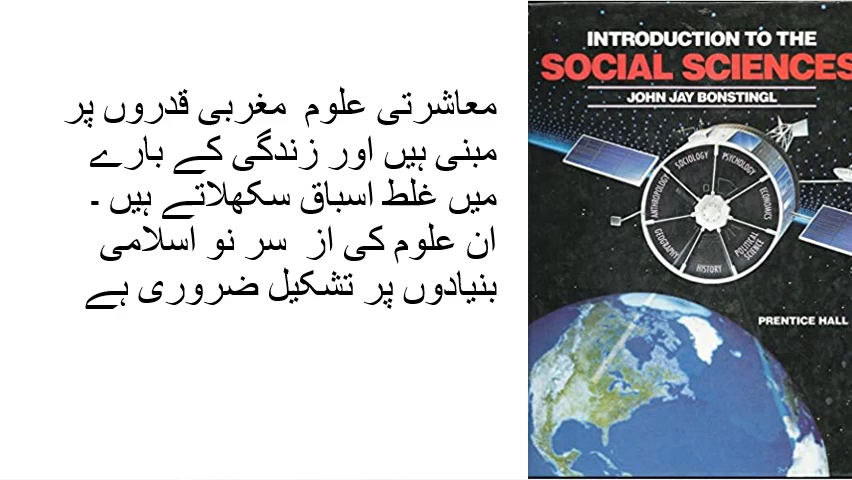 معاشرتی علوم مغربی قدروں پر
مبنی ہیں اور زندگی کے بارے
میں غلط اسباق سکھلاتے ہیں ۔
ان علوم کی از سر نو اسلامی
بنیادوں پر تشکیل ضروری ہے
INTRODUCTION TO THE
SOCIAL SCIENCES
JOHN JAY BONSTINGL
SOCIOLOGY
PSYCHOLOGY
ECONOMICS
POLITICAL SCIENCE
HISTORY
GEOGRAPHY
ANTHROPOLOGY
PRENTICE HALL